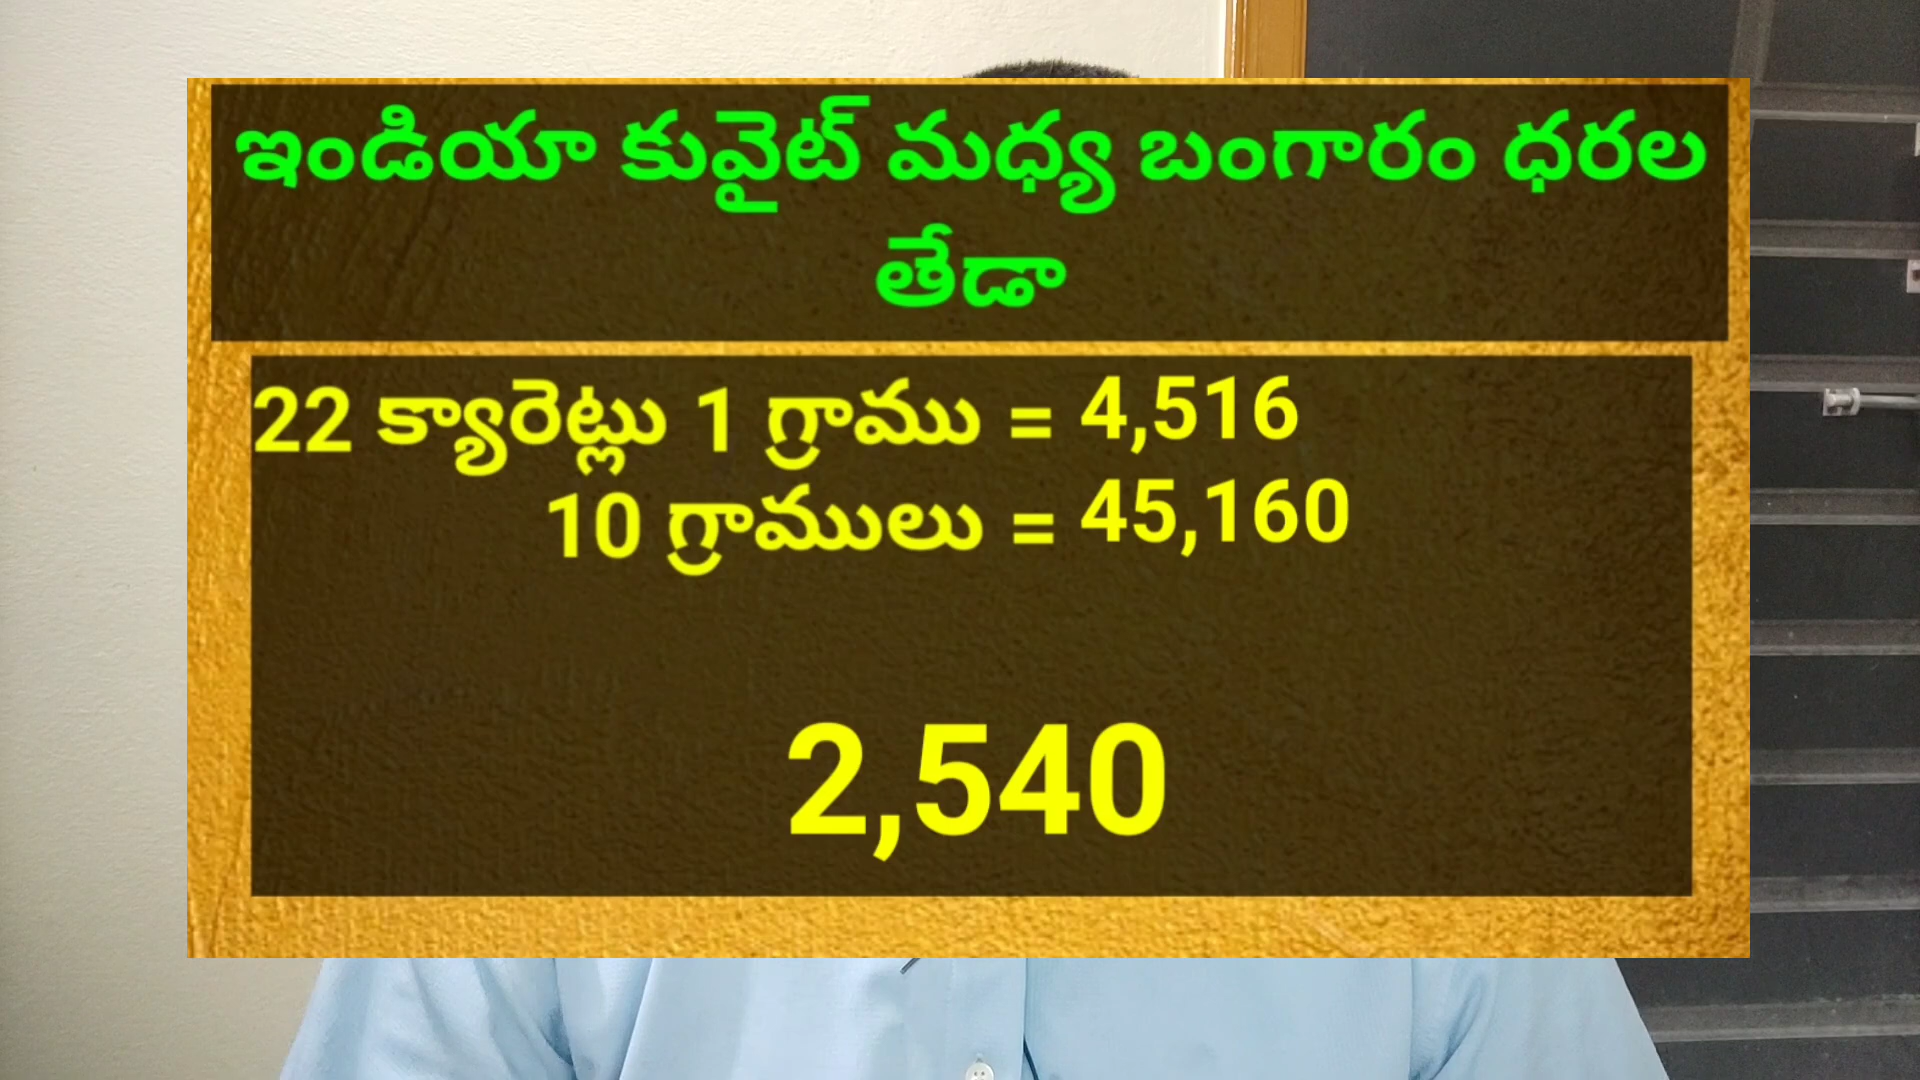 ఇండియా కువైట్ మధ్య బంగారం ధరల
తేడా
22 క్యారెట్లు 1 గ్రాము = 4,516
10 గ్రాములు = 45,160
2,540